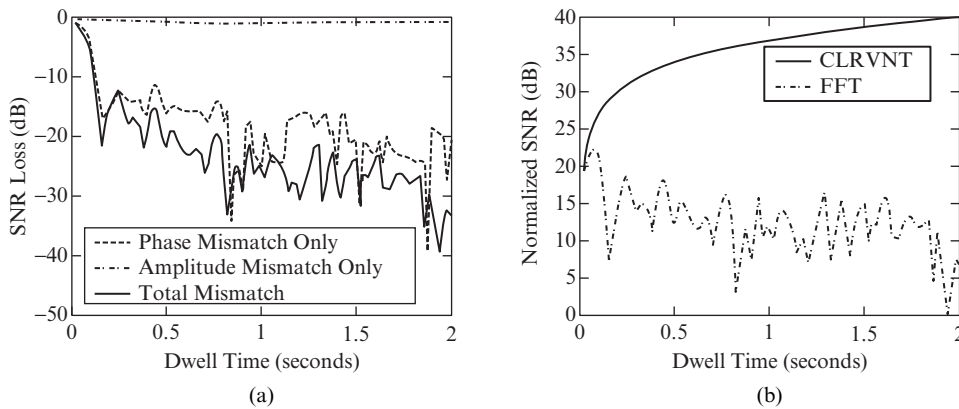 0
−10
−20
−30
−40
−50
SNR Loss (dB)
Phase Mismatch Only
Amplitude Mismatch Only
Total Mismatch
0 0.5 1 1.5 2
Dwell Time (seconds)
(a)
40
35
30
25
20
15
10
5
0
Normalized SNR (dB)
CLRVNT
FFT
0 0.5 1 1.5 2
Dwell Time (seconds)
(b)